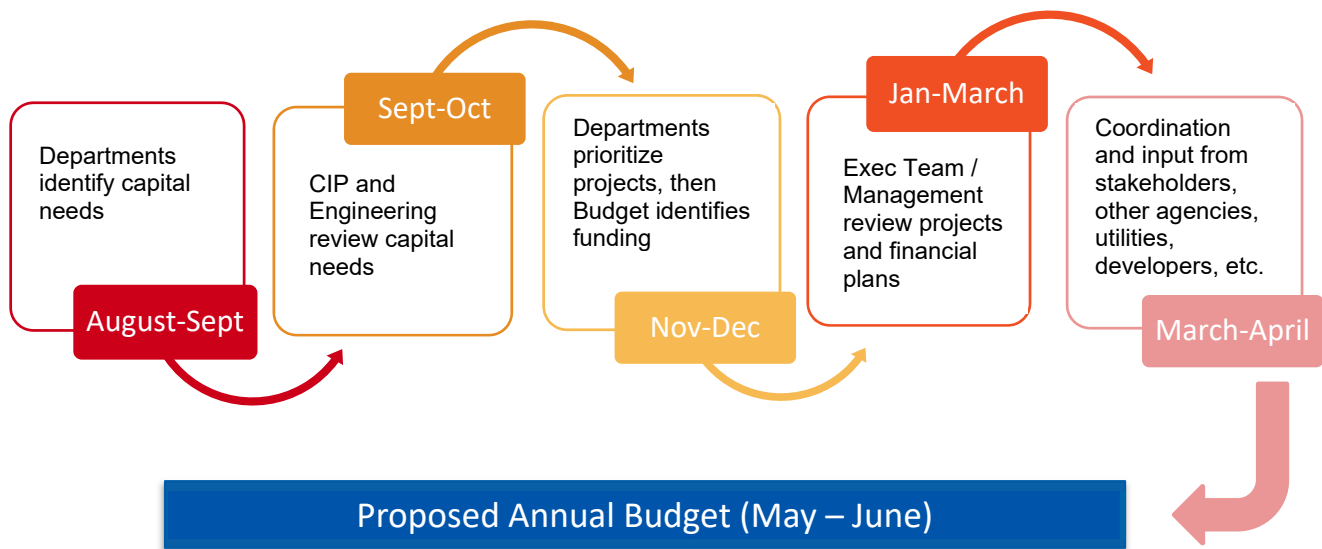 Departments
identify capital
needs
August-Sept
Sept-Oct
CIP and
Engineering
review capital
needs
Departments
prioritize
projects, then
Budget identifies
funding
Nov-Dec
Jan-March
Exec Team /
Management
review projects
and financial
plans
Coordination
and input from
stakeholders,
other agencies,
utilities,
developers, etc.
March-April
Proposed Annual Budget (May – June)